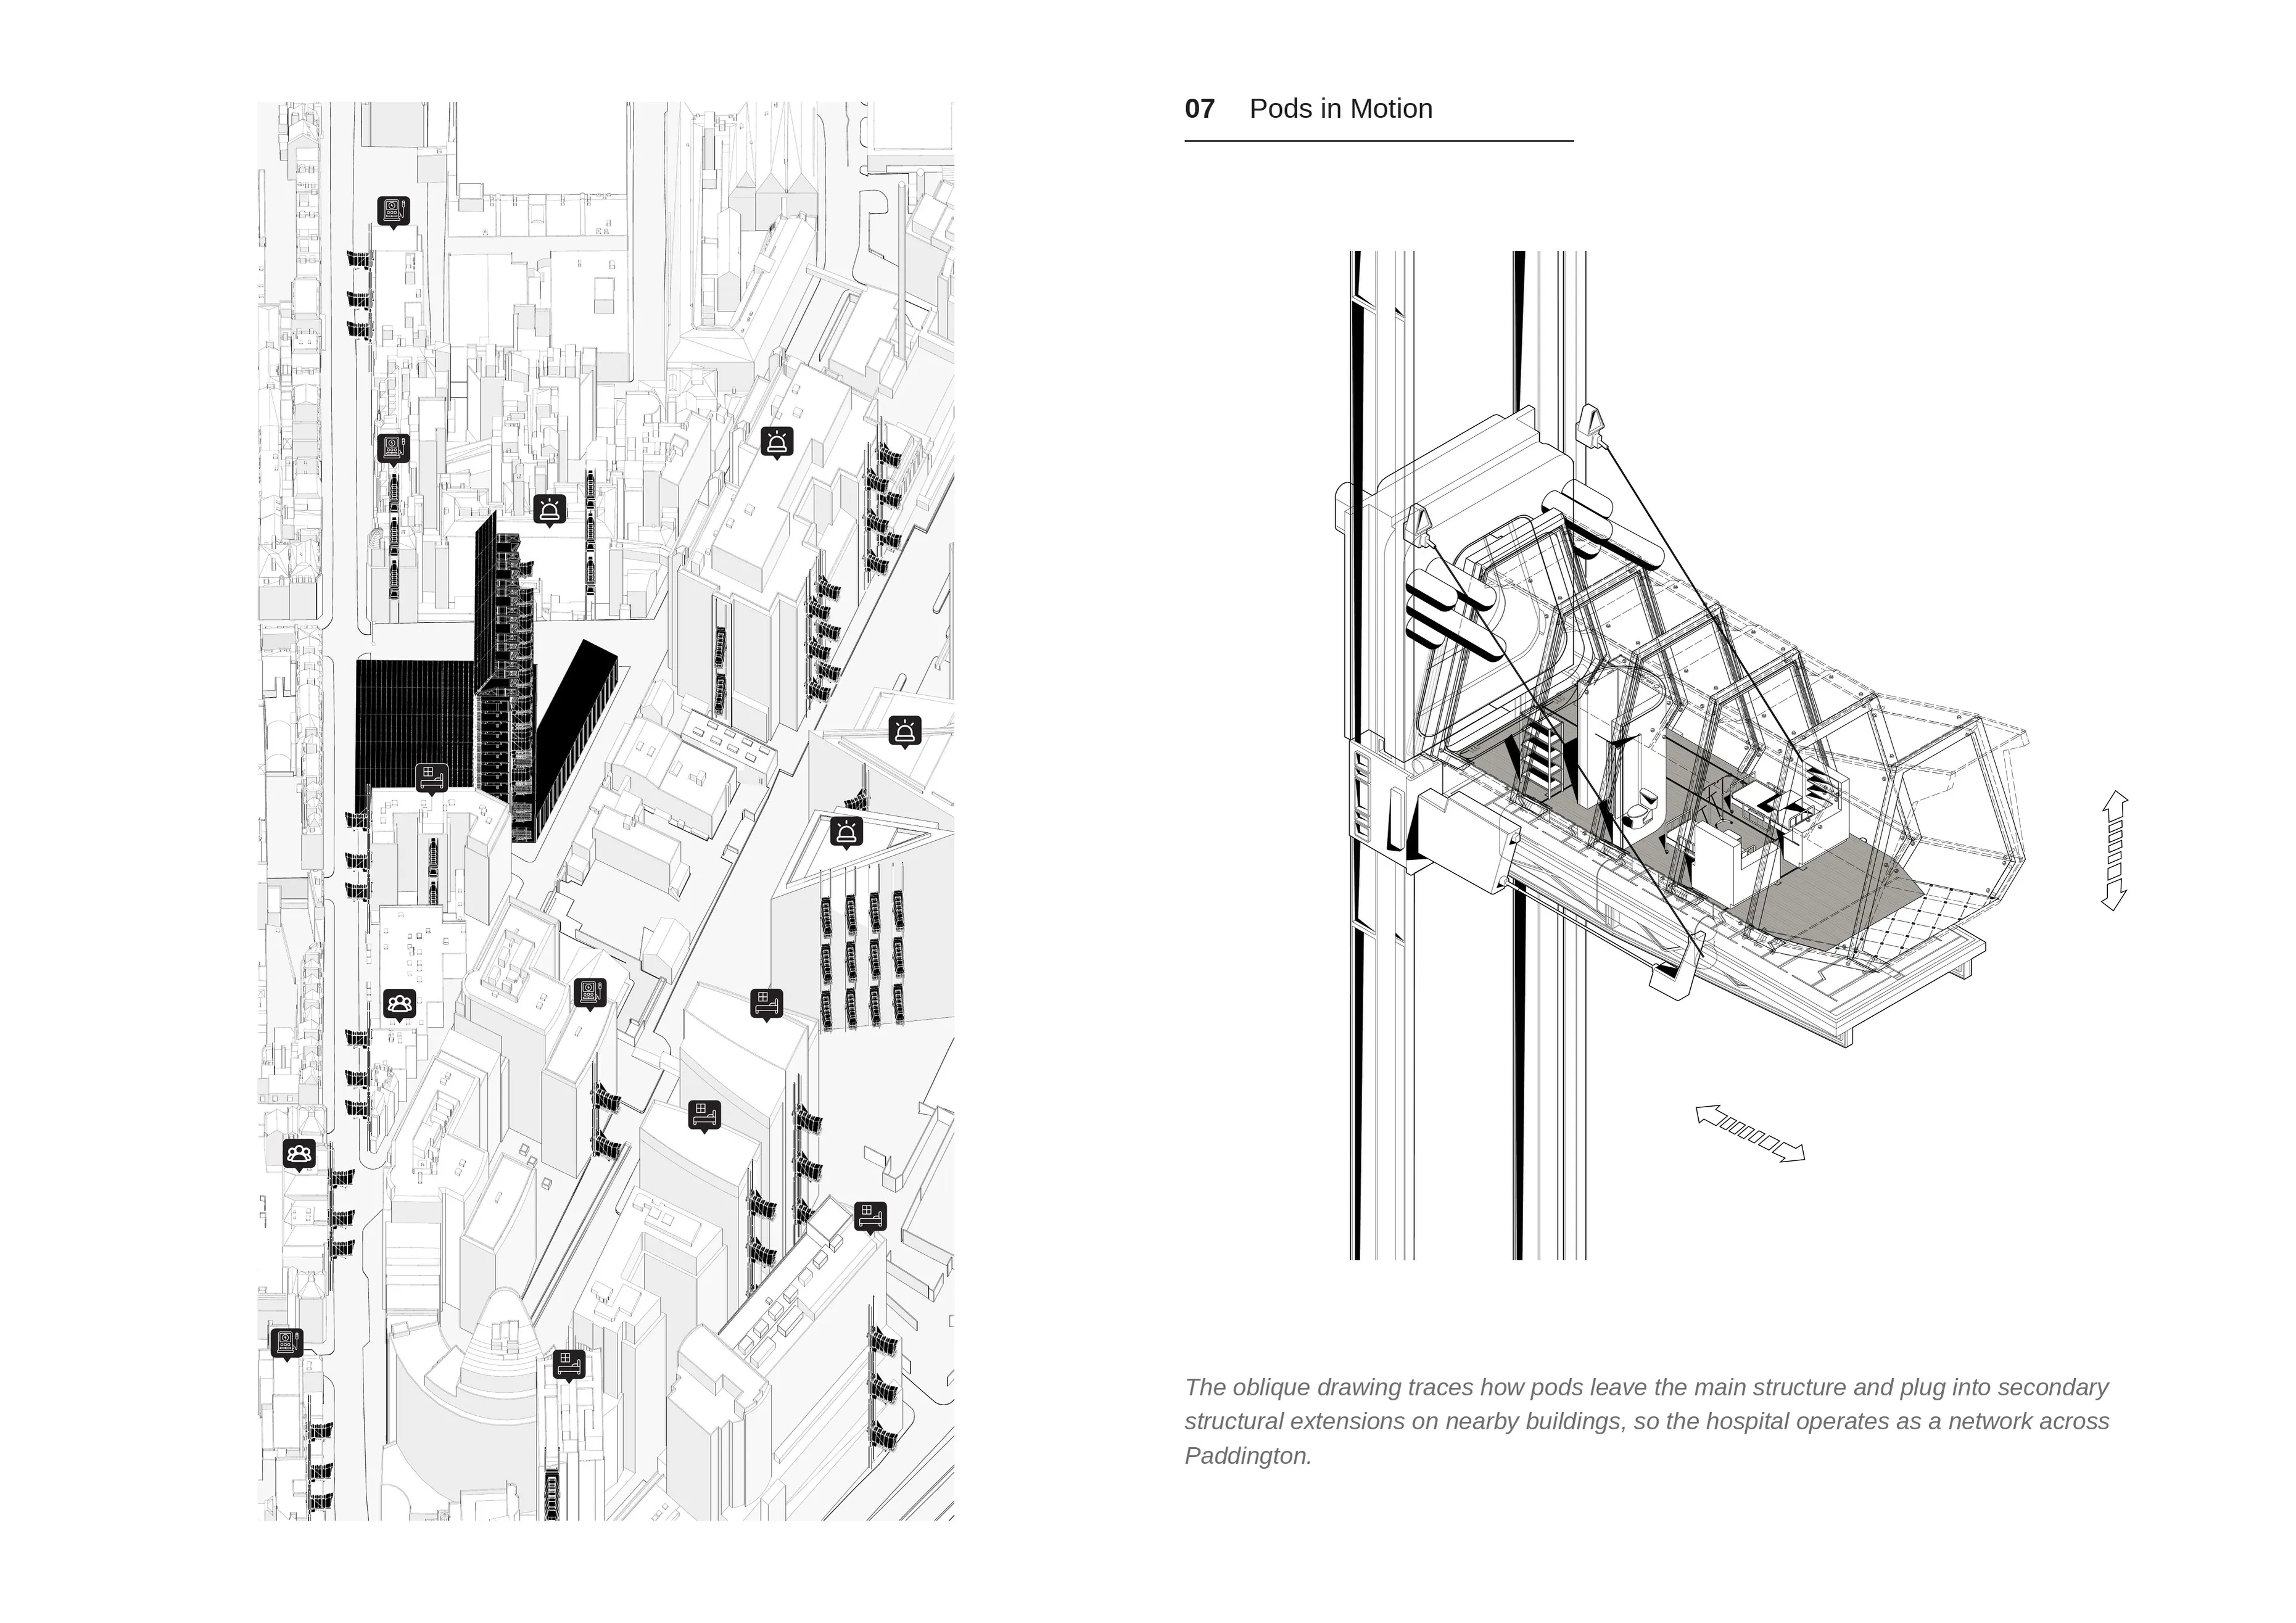 07 Pods in Motion
The oblique drawing traces how pods leave the main structure and plug into secondary
structural extensions on nearby buildings, so the hospital operates as a network across
Paddington.